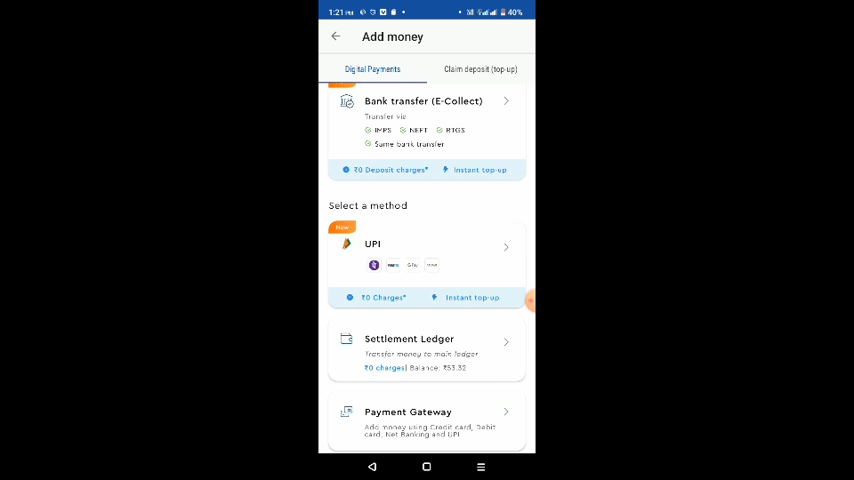 1:21 PM
40%
Add money
Digital Payments
Claim deposit (top-up)
Bank transfer (E-Collect)
Transfer via
IMPS NEFT RTGS
Same bank transfer
₹0 Deposit charges* Instant top-up
Select a method
New
UPI
Paytm GPay
₹0 Charges* Instant top-up
Settlement Ledger
Transfer money to main ledger
₹0 charges| Balance: ₹53.32
Payment Gateway
Add money using Credit card, Debit
card, Net Banking and UPI